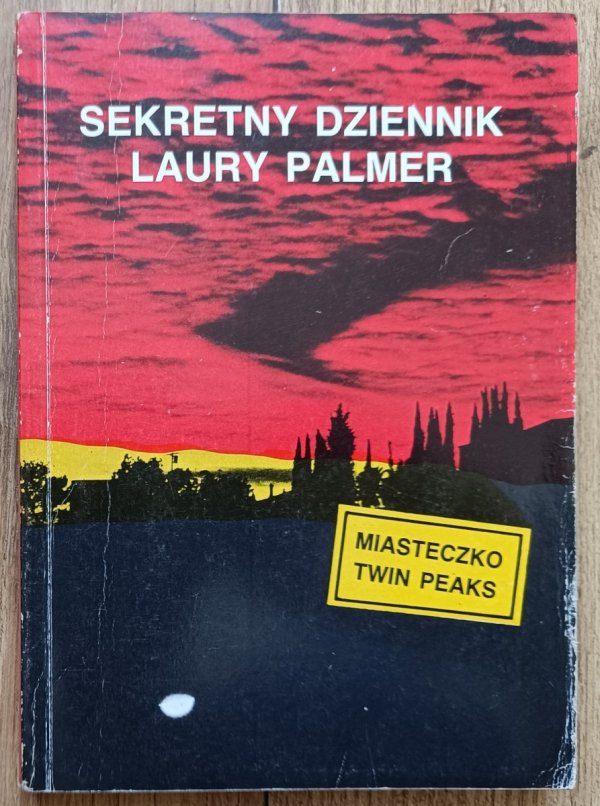 SEKRETNY DZIENNIK
LAURY PALMER
MIASTECZKO
TWIN PEAKS